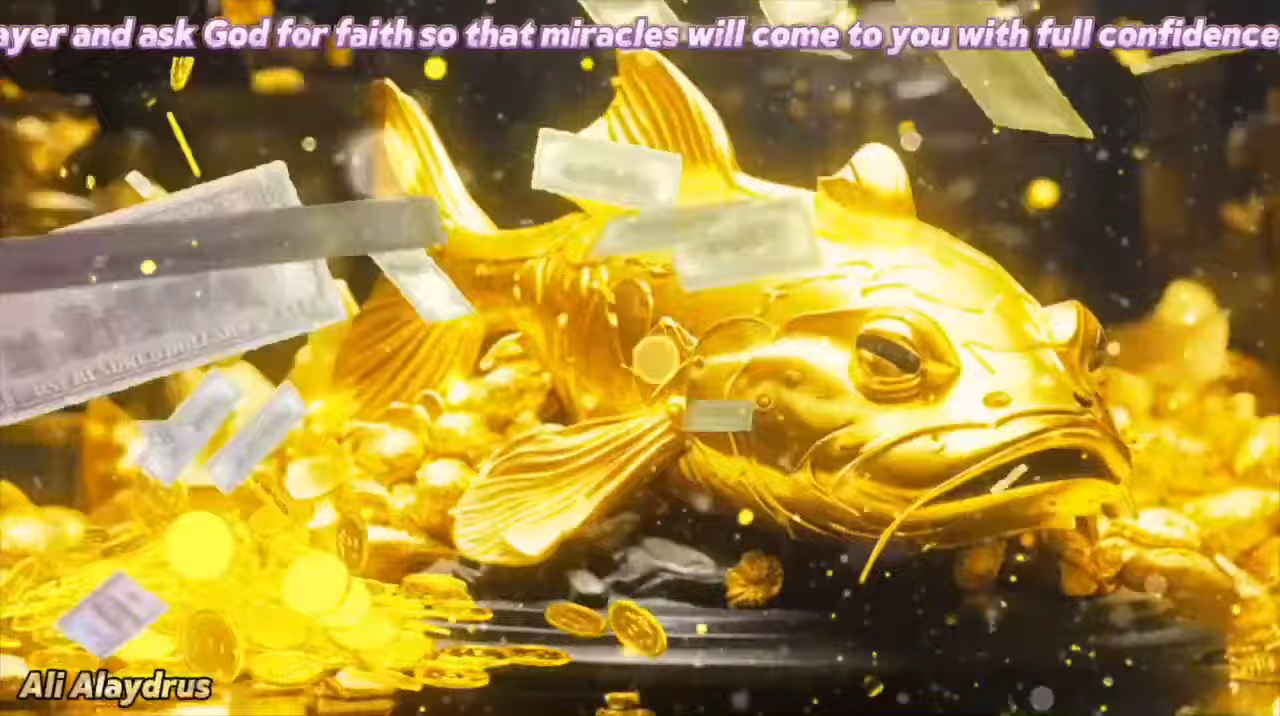 ayer and ask God for faith so that miracles will come to you with full confidence
Ali Alaydrus